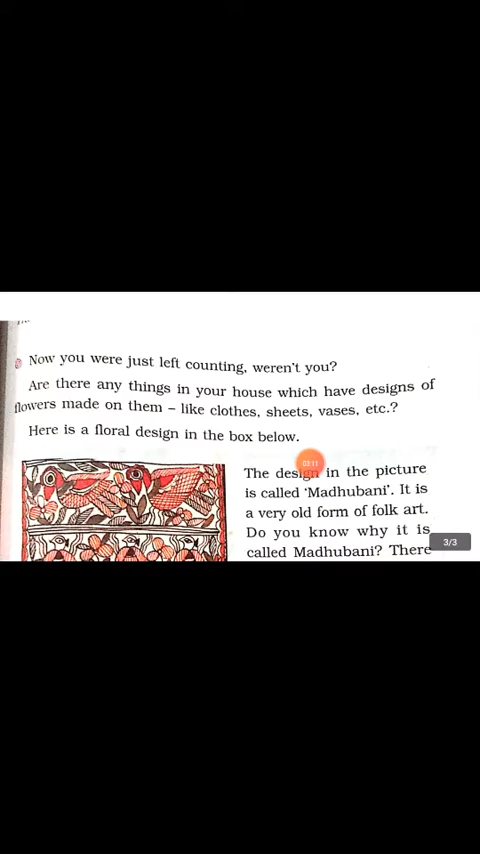 Now you were just left counting, weren't you?
Are there any things in your house which have designs of
flowers made on them – like clothes, sheets, vases, etc.?
Here is a floral design in the box below.
03:11
The design in the picture
is called 'Madhubani'. It is
a very old form of folk art.
Do you know why it is
called Madhubani? There
3/3